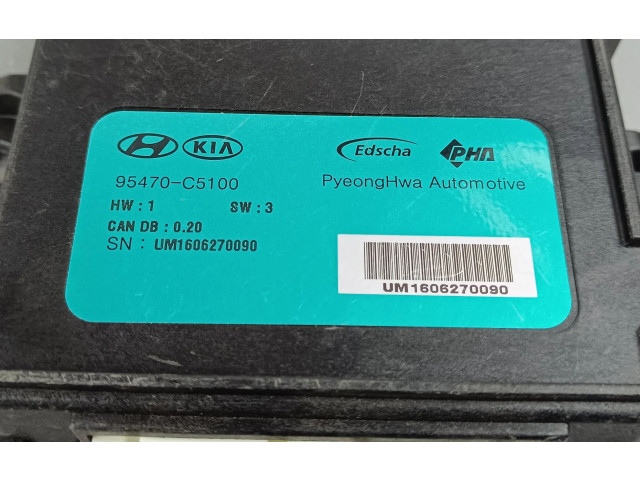 KIA
Edscha
PHA
95470-C5100
PyeongHwa Automotive
HW : 1 SW : 3
CAN DB : 0.20
SN : UM1606270090
UM1606270090